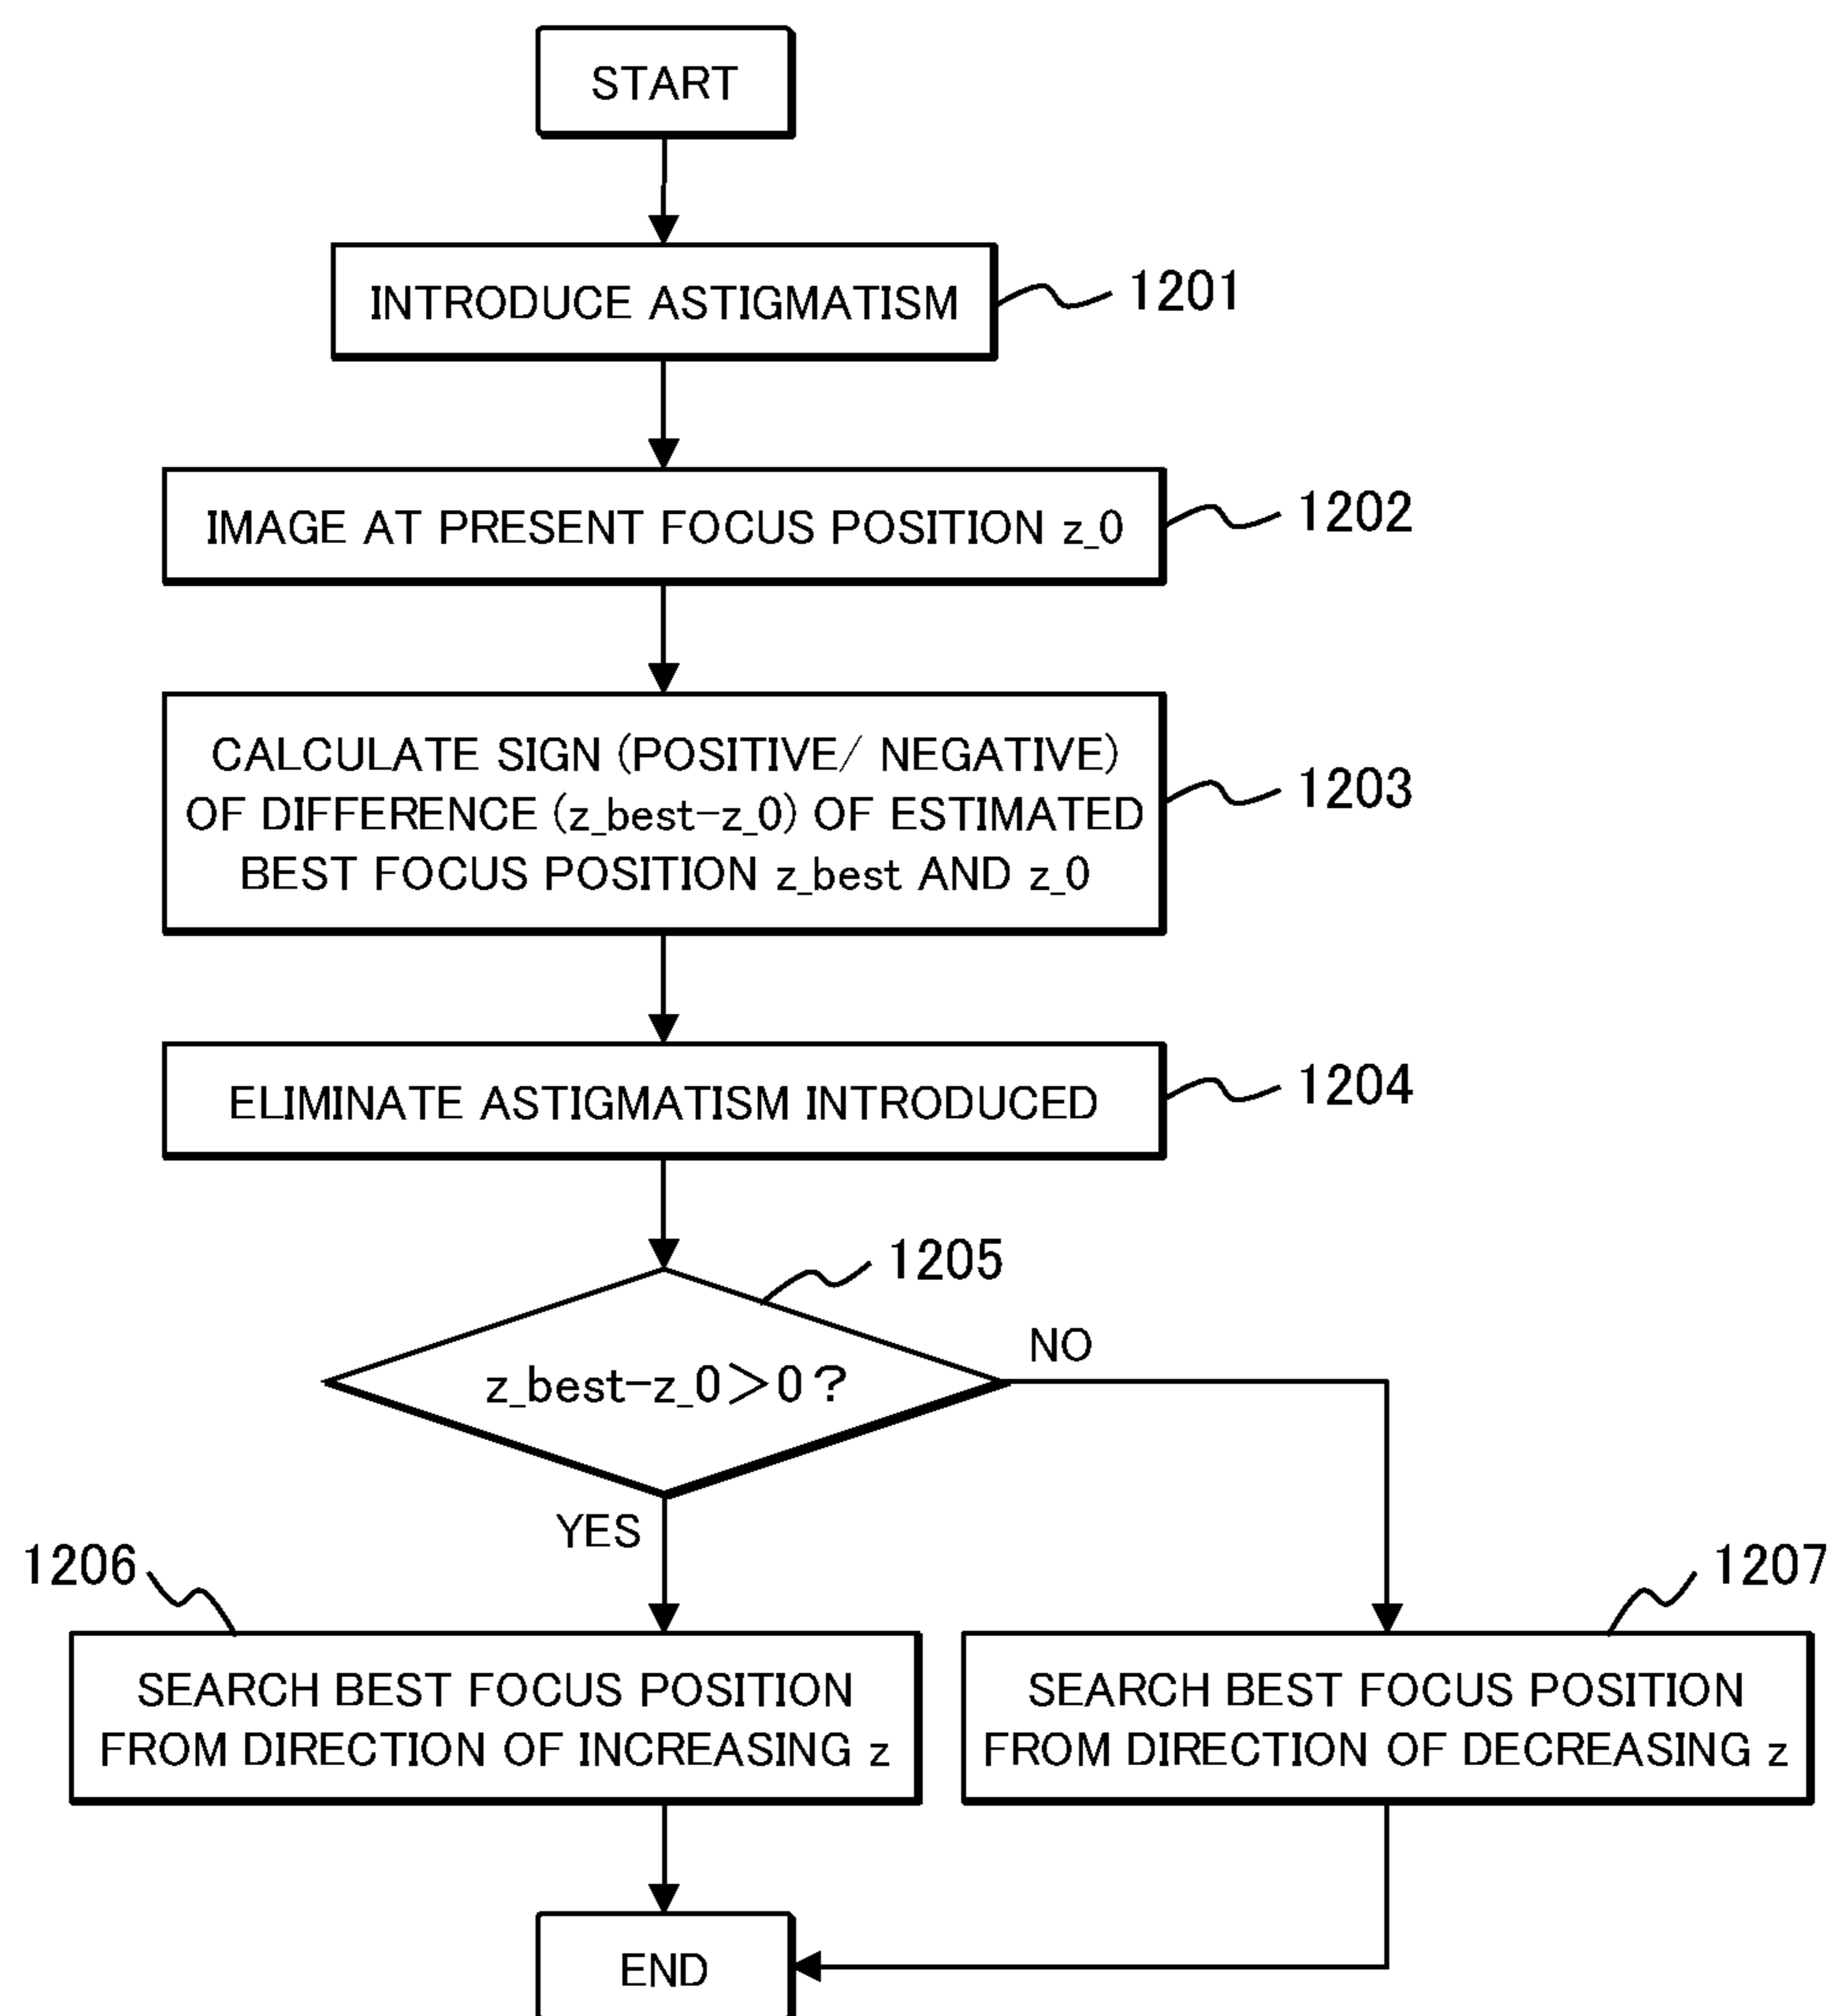 START
INTRODUCE ASTIGMATISM
1201
IMAGE AT PRESENT FOCUS POSITION z_0
1202
CALCULATE SIGN (POSITIVE/ NEGATIVE)
OF DIFFERENCE (z_best-z_0) OF ESTIMATED
BEST FOCUS POSITION z_best AND z_0
1203
ELIMINATE ASTIGMATISM INTRODUCED
1204
1205
z_best-z_0>0?
NO
YES
1206
1207
SEARCH BEST FOCUS POSITION
FROM DIRECTION OF INCREASING z
SEARCH BEST FOCUS POSITION
FROM DIRECTION OF DECREASING z
END